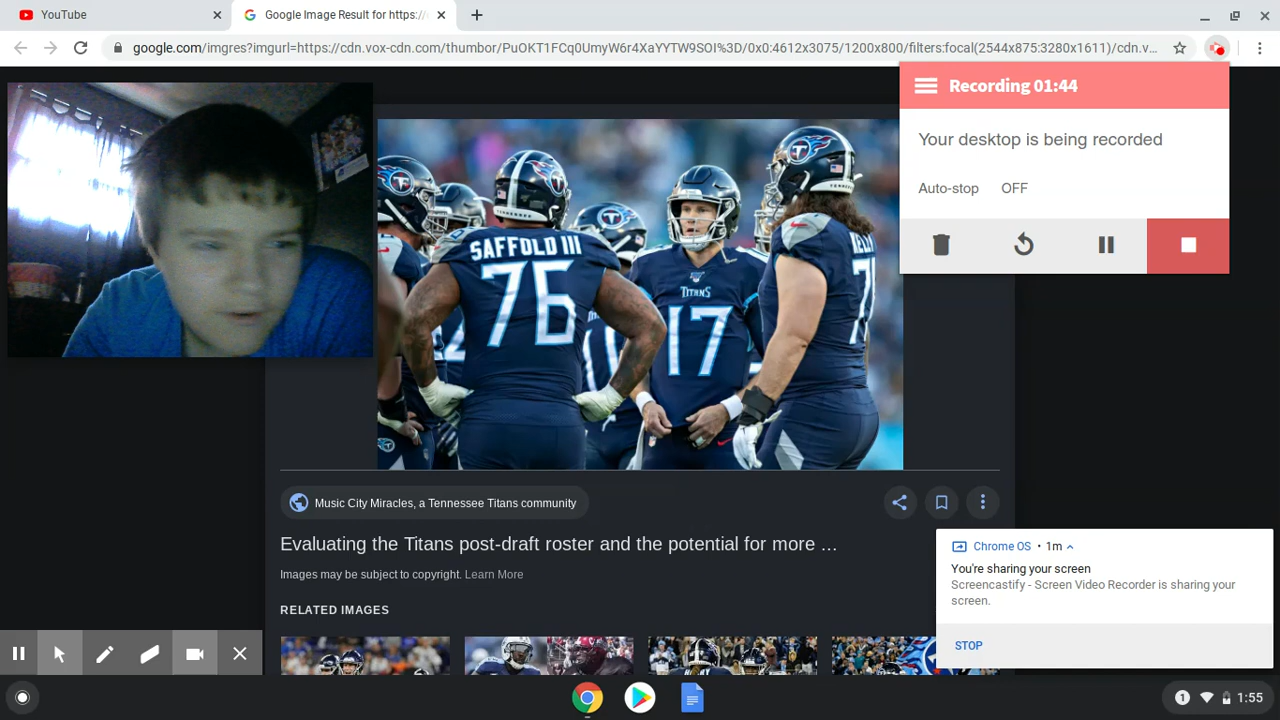 YouTube
Google Image Result for https://
google.com/imgres?imgurl=https://cdn.vox-cdn.com/thumbor/PuOKT1FCq0UmyW6r4XaYYTW9SOI%3D/0x0:4612x3075/1200x800/filters:focal(2544x875:3280x1611)/cdn.v...
Recording 01:44
Your desktop is being recorded
Auto-stop OFF
SAFFOLD III
76
TITANS
17
Music City Miracles, a Tennessee Titans community
Evaluating the Titans post-draft roster and the potential for more ...
Images may be subject to copyright. Learn More
RELATED IMAGES
Chrome OS • 1m
You're sharing your screen
Screencastify - Screen Video Recorder is sharing your
screen.
STOP
1 1:55